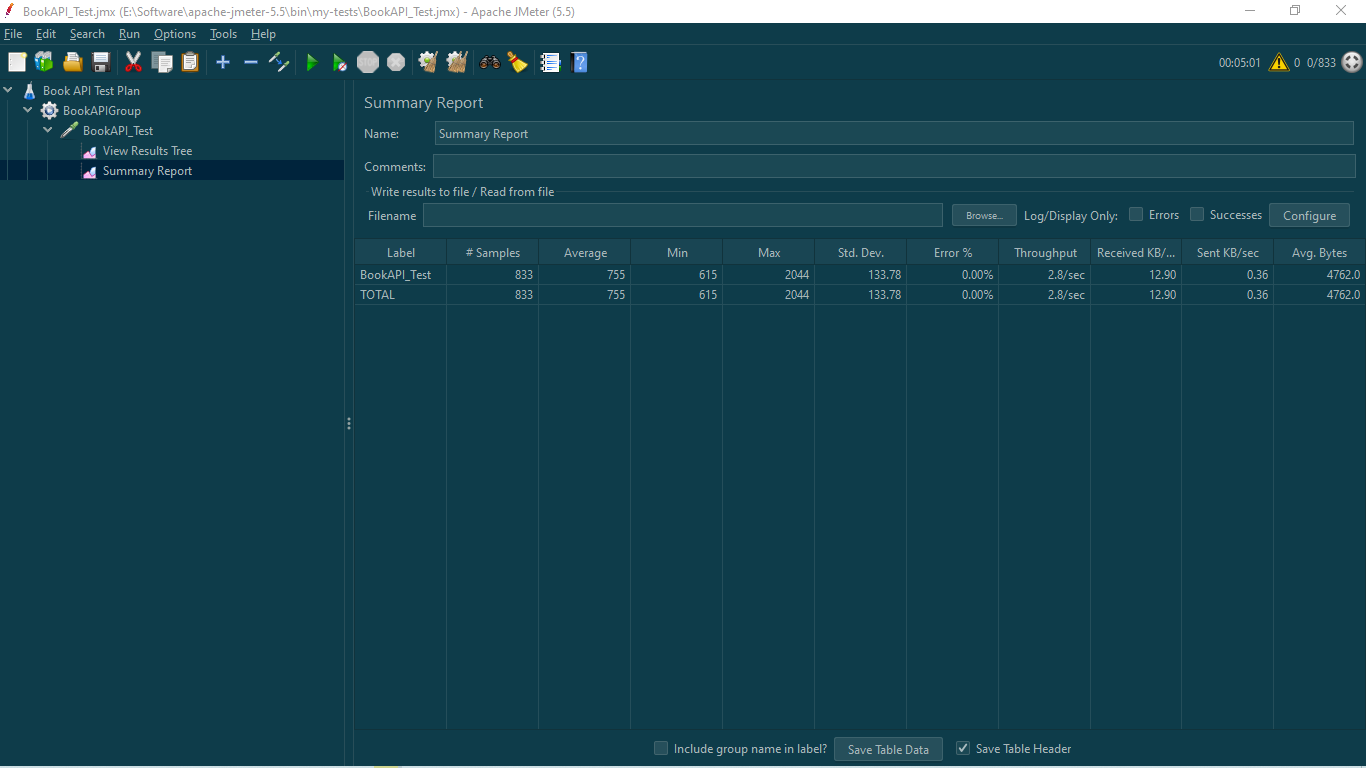 BookAPI_Test.jmx (E:\Software\apache-jmeter-5.5\bin\my-tests\BookAPI_Test.jmx) - Apache JMeter (5.5)
File Edit Search Run Options Tools Help
STOP 00:05:01 0 0/833
Book API Test Plan
BookAPIGroup
BookAPI_Test
View Results Tree
Summary Report
Summary Report
Name: Summary Report
Comments:
Write results to file / Read from file
Filename Browse... Log/Display Only: Errors Successes Configure
Label # Samples Average Min Max Std. Dev. Error % Throughput Received KB/... Sent KB/sec Avg. Bytes
BookAPI_Test 833 755 615 2044 133.78 0.00% 2.8/sec 12.90 0.36 4762.0
TOTAL 833 755 615 2044 133.78 0.00% 2.8/sec 12.90 0.36 4762.0
Include group name in label? Save Table Data Save Table Header